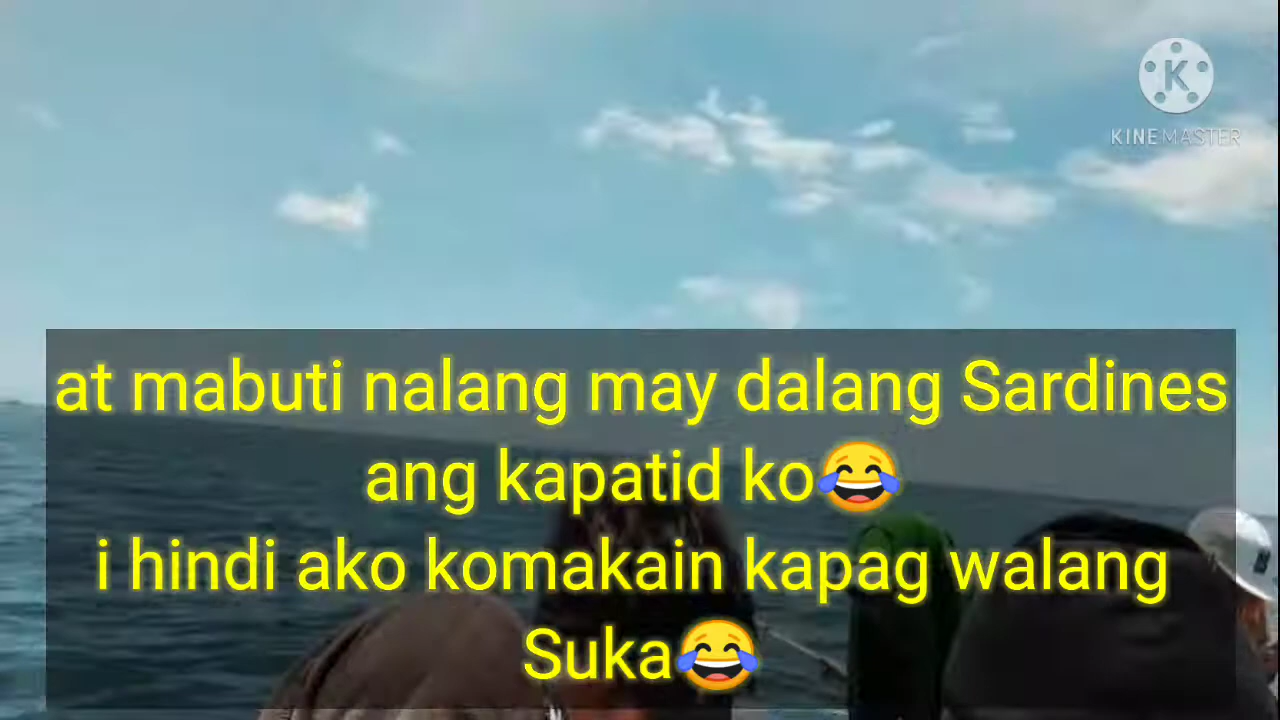 KINEMASTER
at mabuti nalang may dalang Sardines
ang kapatid ko😂
i hindi ako komakain kapag walang
Suka😂